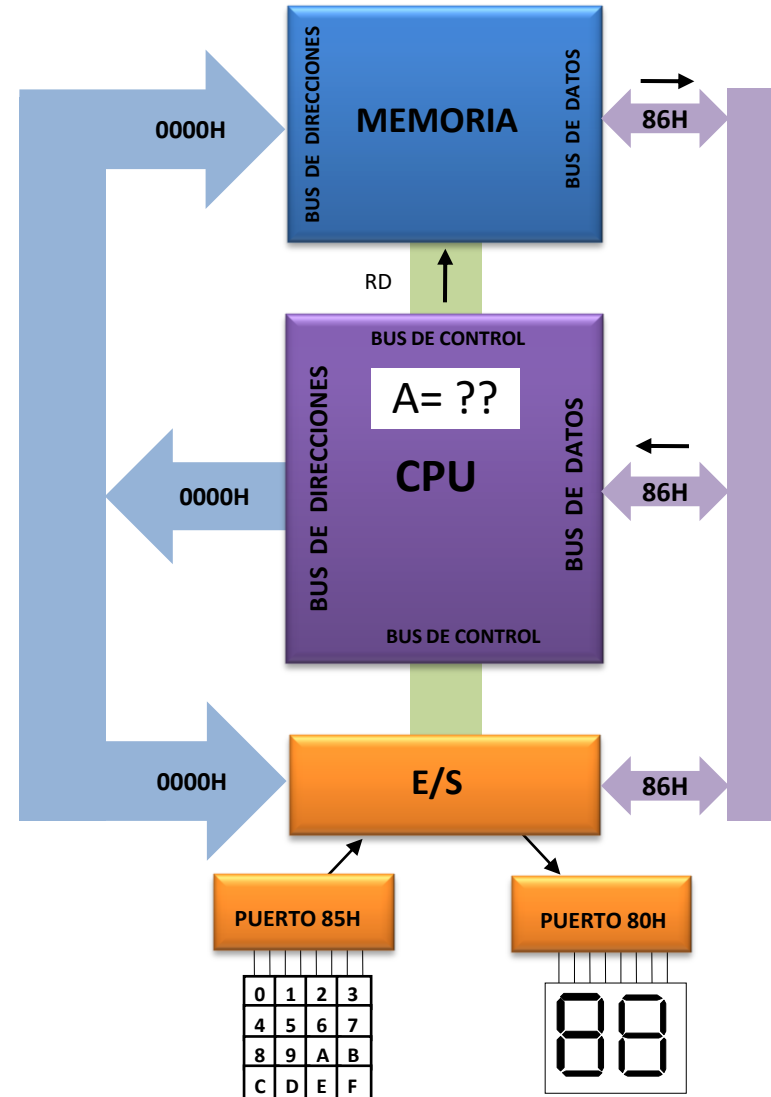 BUS DE DIRECCIONES
MEMORIA
BUS DE DATOS
0000H
86H
RD
BUS DE CONTROL
A= ??
CPU
BUS DE DIRECCIONES
BUS DE DATOS
0000H
86H
BUS DE CONTROL
0000H
E/S
86H
PUERTO 85H
PUERTO 80H
0 1 2 3
4 5 6 7
8 9 A B
C D E F
88